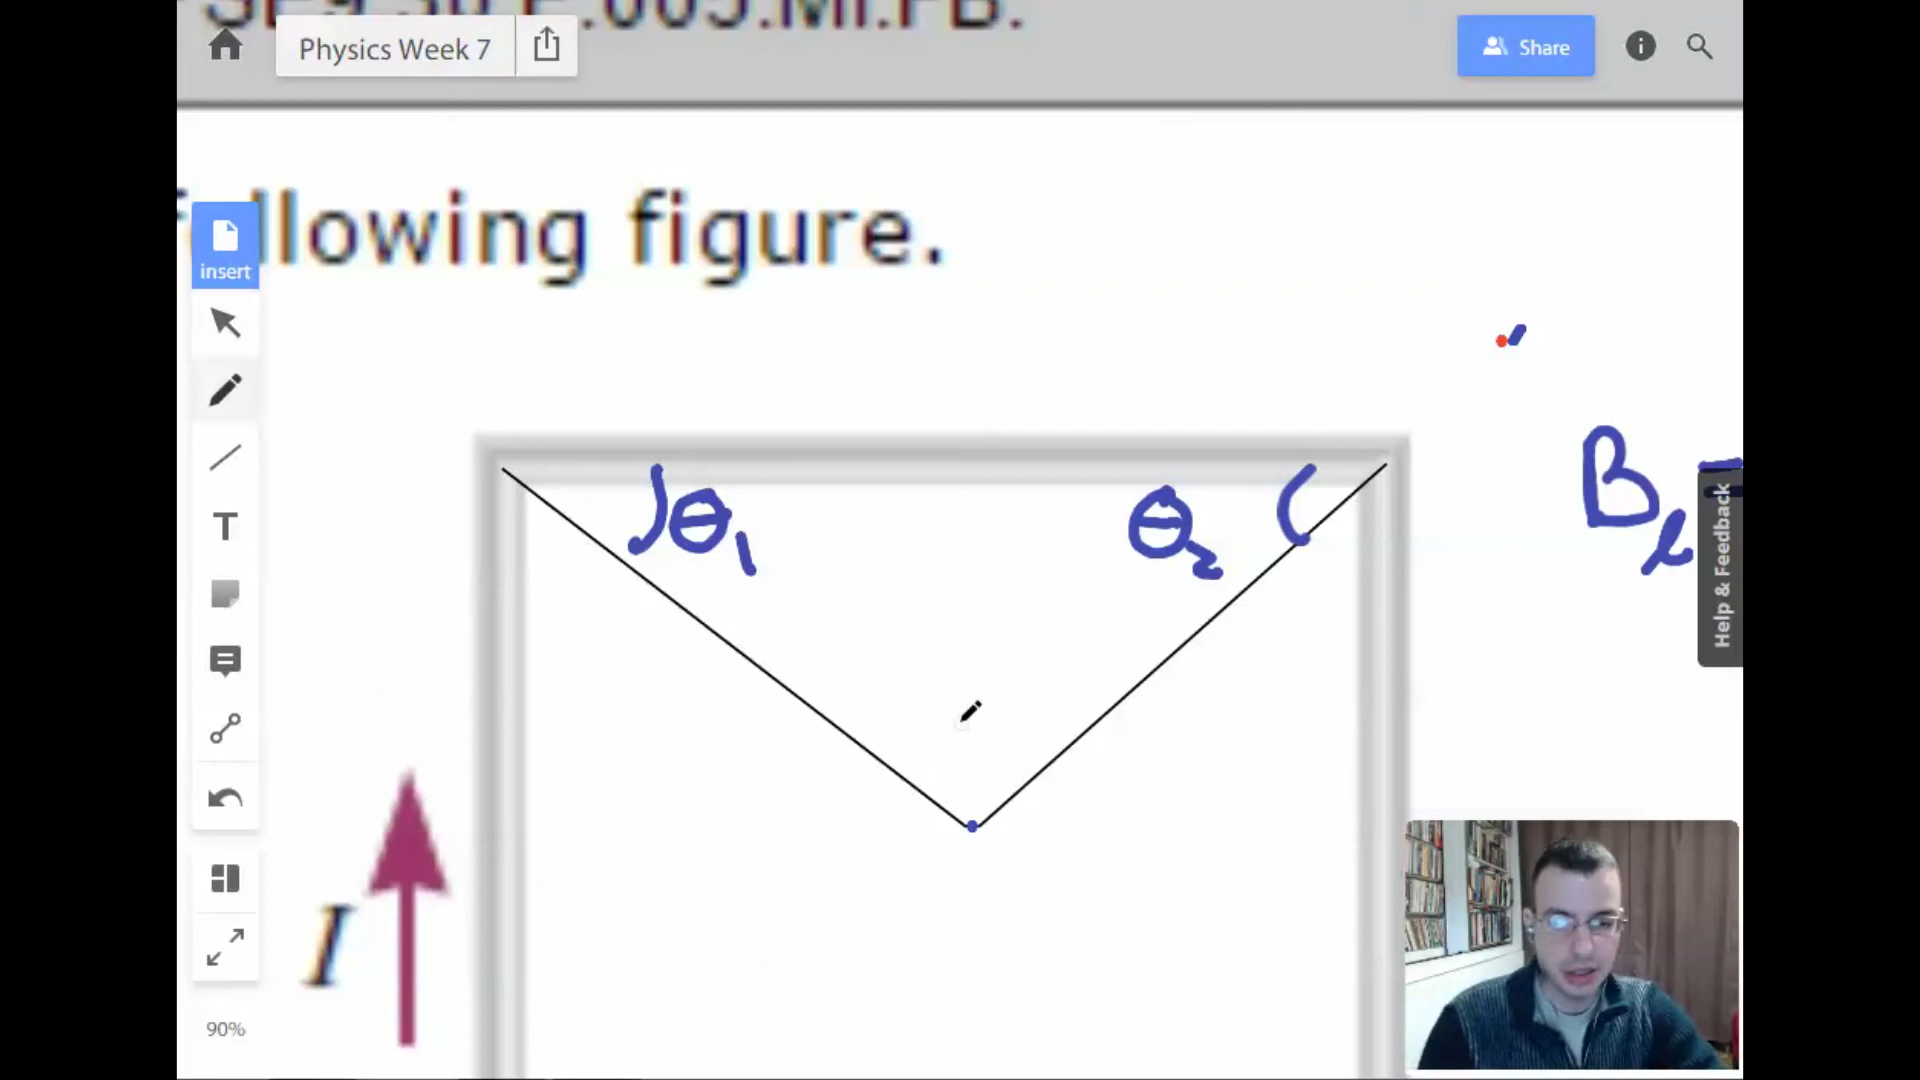 Physics Week 7
Share
llowing figure.
insert
θ₁
θ₂
B
Help & Feedback
T
I
90%